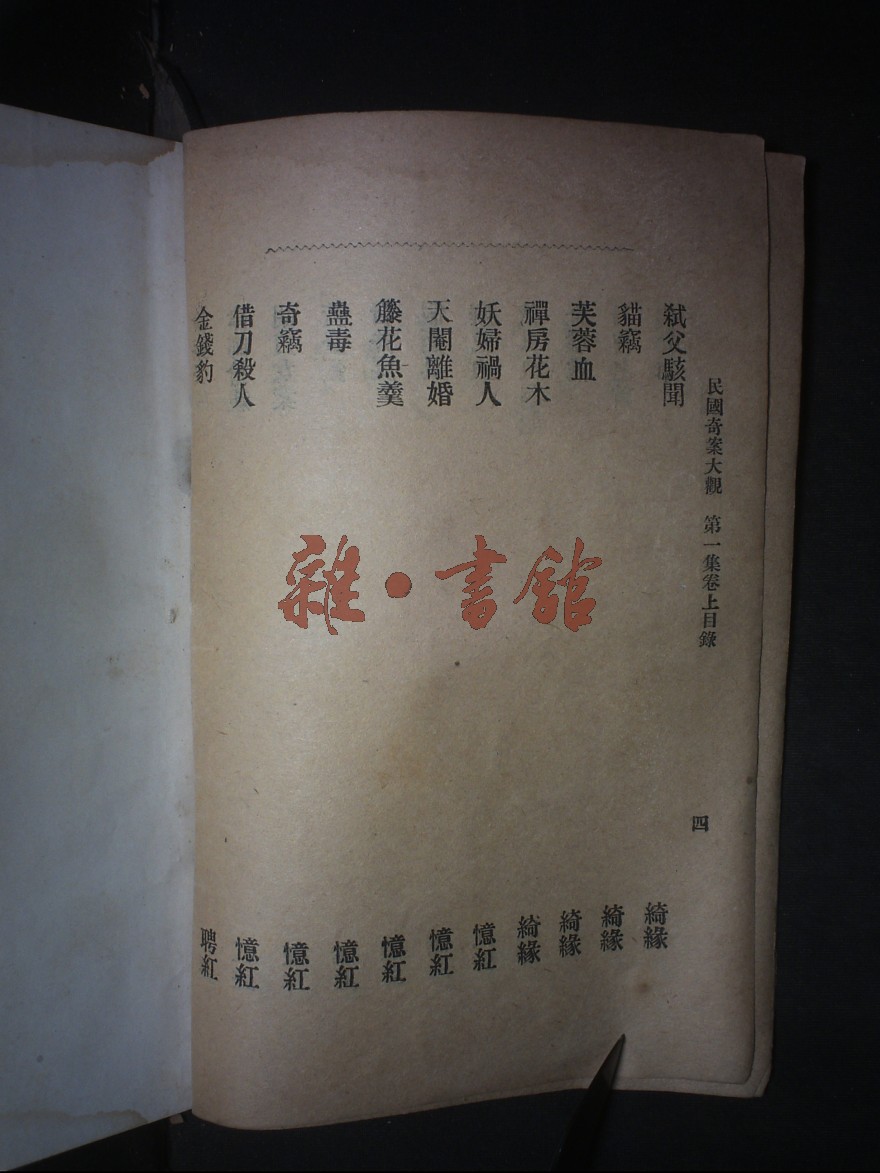 民國奇案大觀　第一集卷上目錄　四
弒父駭聞　綺緣
貓竊　綺緣
芙蓉血　綺緣
禪房花木　綺緣
妖婦禍人　憶紅
天閹離婚　憶紅
籐花魚羹　憶紅
蠱毒　憶紅
奇竊　憶紅
借刀殺人　憶紅
金錢豹　聘紅
雜·書館